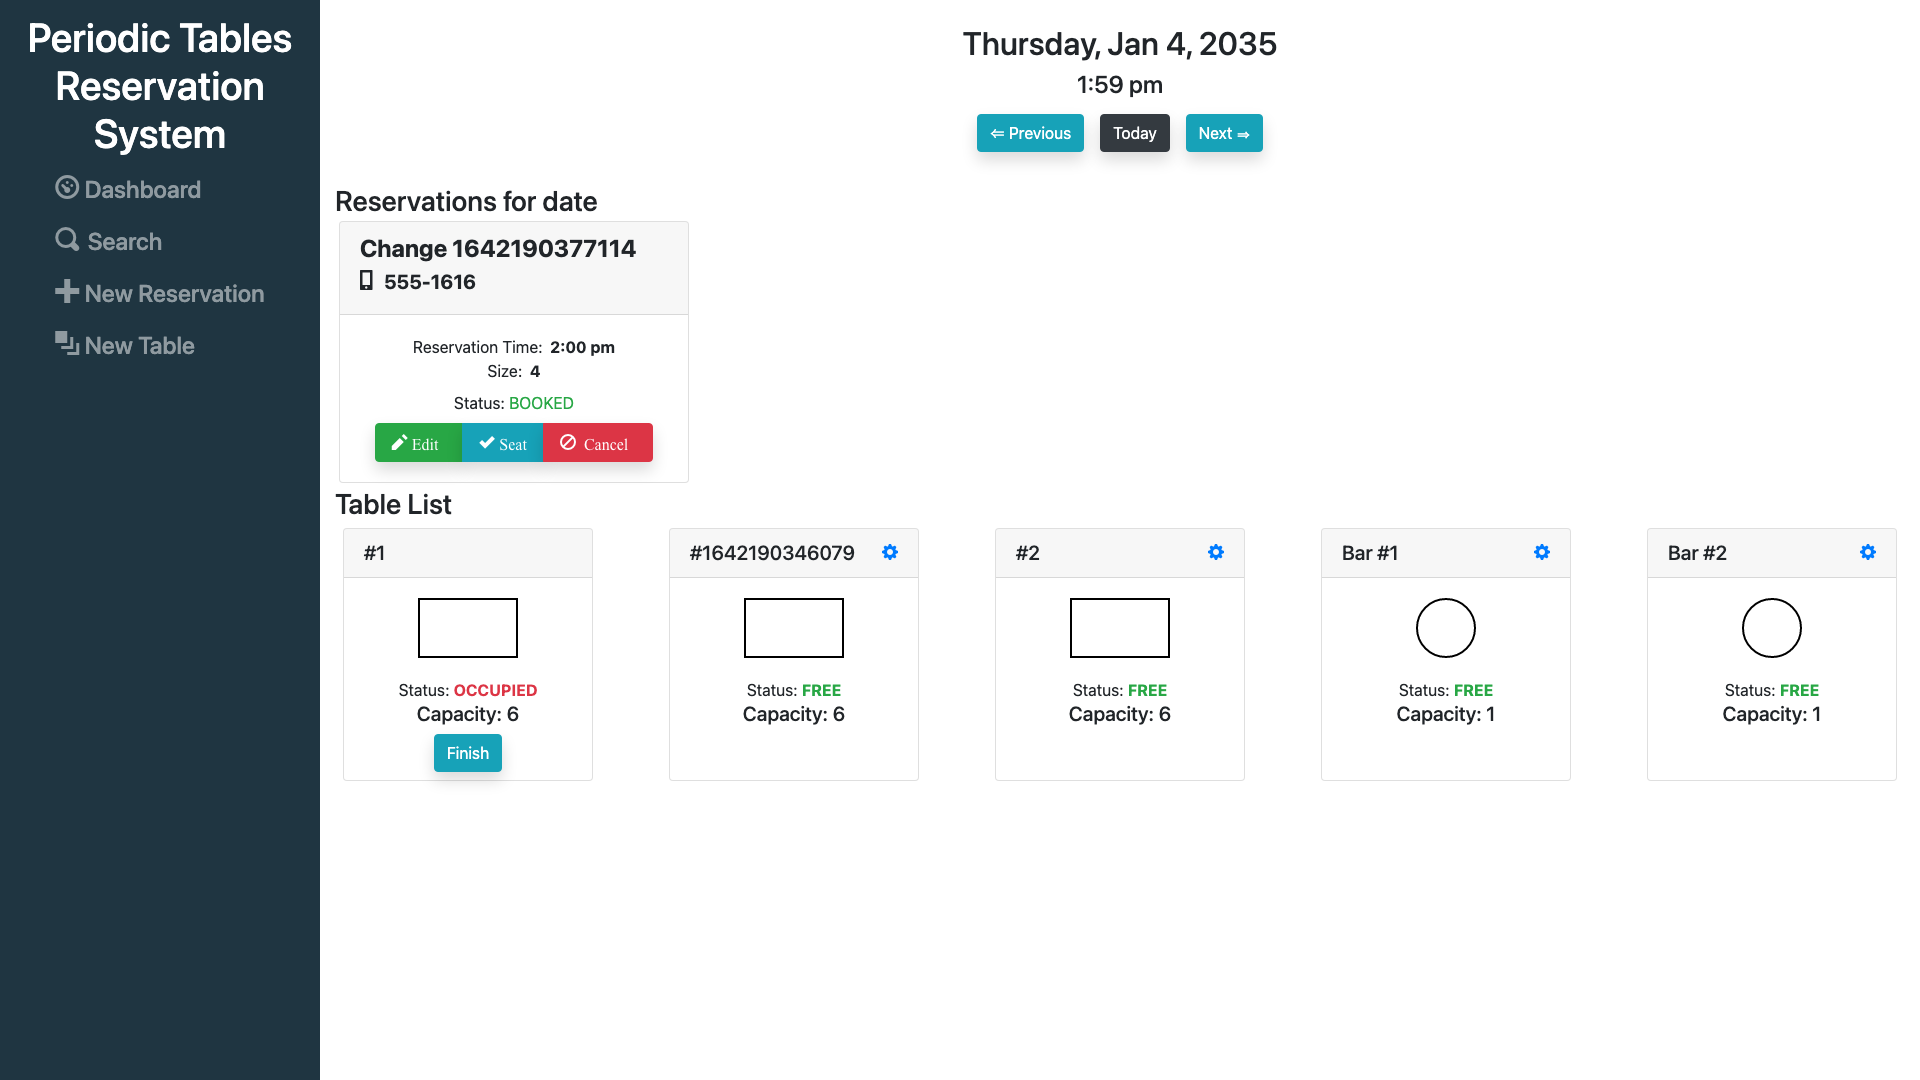 Periodic Tables
Reservation
System
Dashboard
Search
New Reservation
New Table
Thursday, Jan 4, 2035
1:59 pm
⇐ Previous
Today
Next ⇒
Reservations for date
Change 1642190377114
555-1616
Reservation Time: 2:00 pm
Size: 4
Status: BOOKED
Edit
Seat
Cancel
Table List
#1
Status: OCCUPIED
Capacity: 6
Finish
#1642190346079
Status: FREE
Capacity: 6
#2
Status: FREE
Capacity: 6
Bar #1
Status: FREE
Capacity: 1
Bar #2
Status: FREE
Capacity: 1